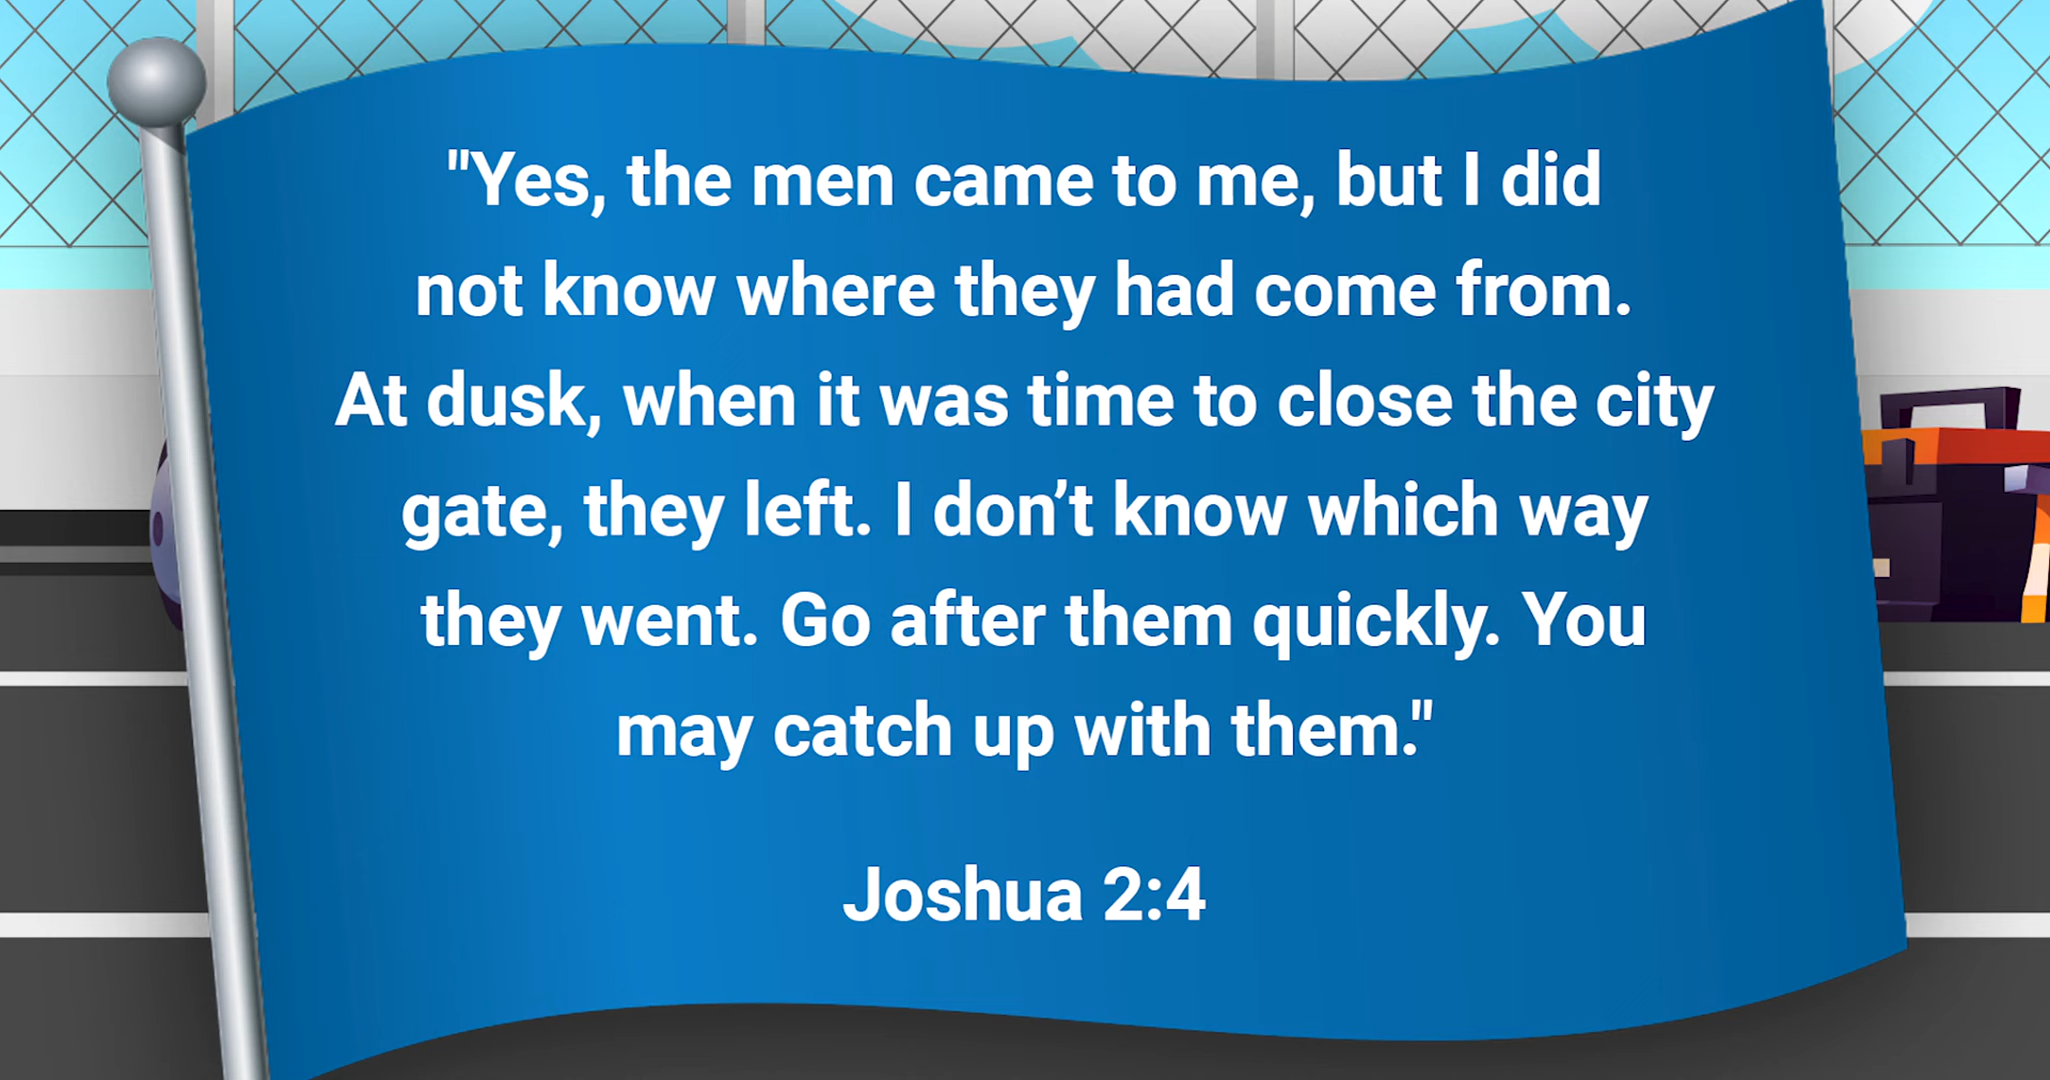 "Yes, the men came to me, but I did
not know where they had come from.
At dusk, when it was time to close the city
gate, they left. I don’t know which way
they went. Go after them quickly. You
may catch up with them."
Joshua 2:4